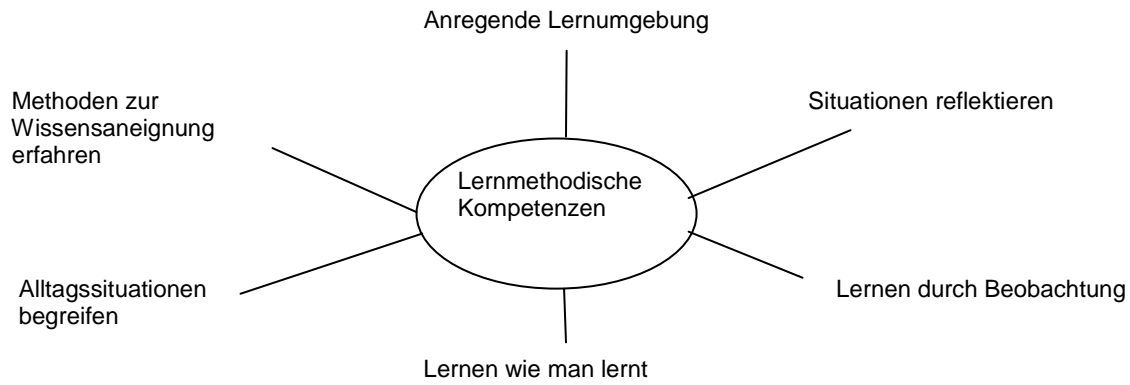 Anregende Lernumgebung
Methoden zur
Wissensaneignung
erfahren
Situationen reflektieren
Lernmethodische
Kompetenzen
Alltagssituationen
begreifen
Lernen durch Beobachtung
Lernen wie man lernt